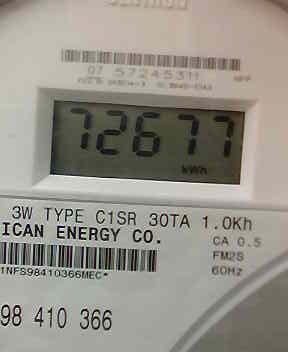 07 57245311 APP
72677
kWh
3W TYPE C1SR 30TA 1.0Kh
ICAN ENERGY CO. CA 0.5
FM2S
1NFS98410366MEC* 60Hz
98 410 366